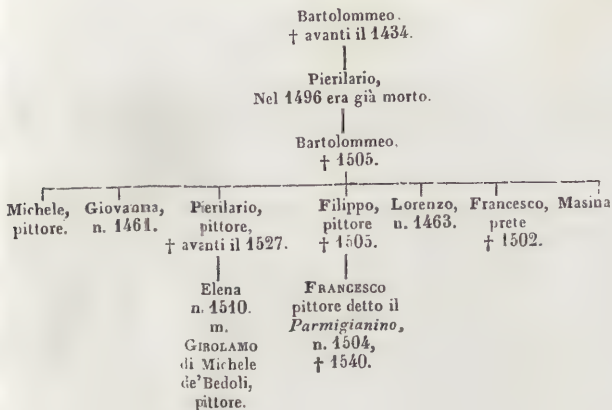 Bartolommeo.
† avanti il 1434.
Pierilario,
Nel 1496 era già morto.
Bartolommeo.
† 1505.
Michele,
pittore.
Giovanna,
n. 1461.
Pierilario,
pittore,
† avanti il 1527.
Filippo,
pittore
† 1505.
Lorenzo,
n. 1463.
Francesco,
prete
† 1502.
Masina
Elena
n. 1510.
m.
GIROLAMO
di Michele
de'Bedoli,
pittore.
FRANCESCO
pittore detto il
Parmigianino,
n. 1504,
† 1540.